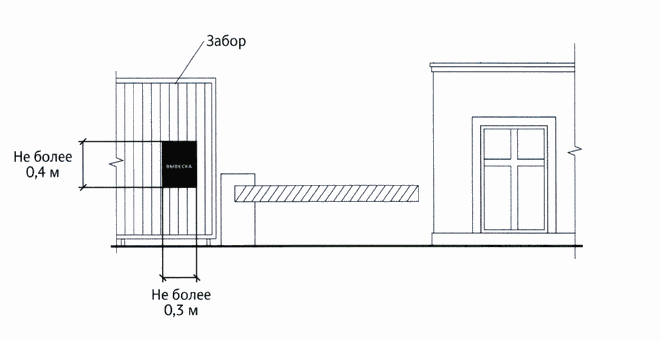 Забор
Не более
0,4 м
ВЫВЕСКА
Не более
0,3 м